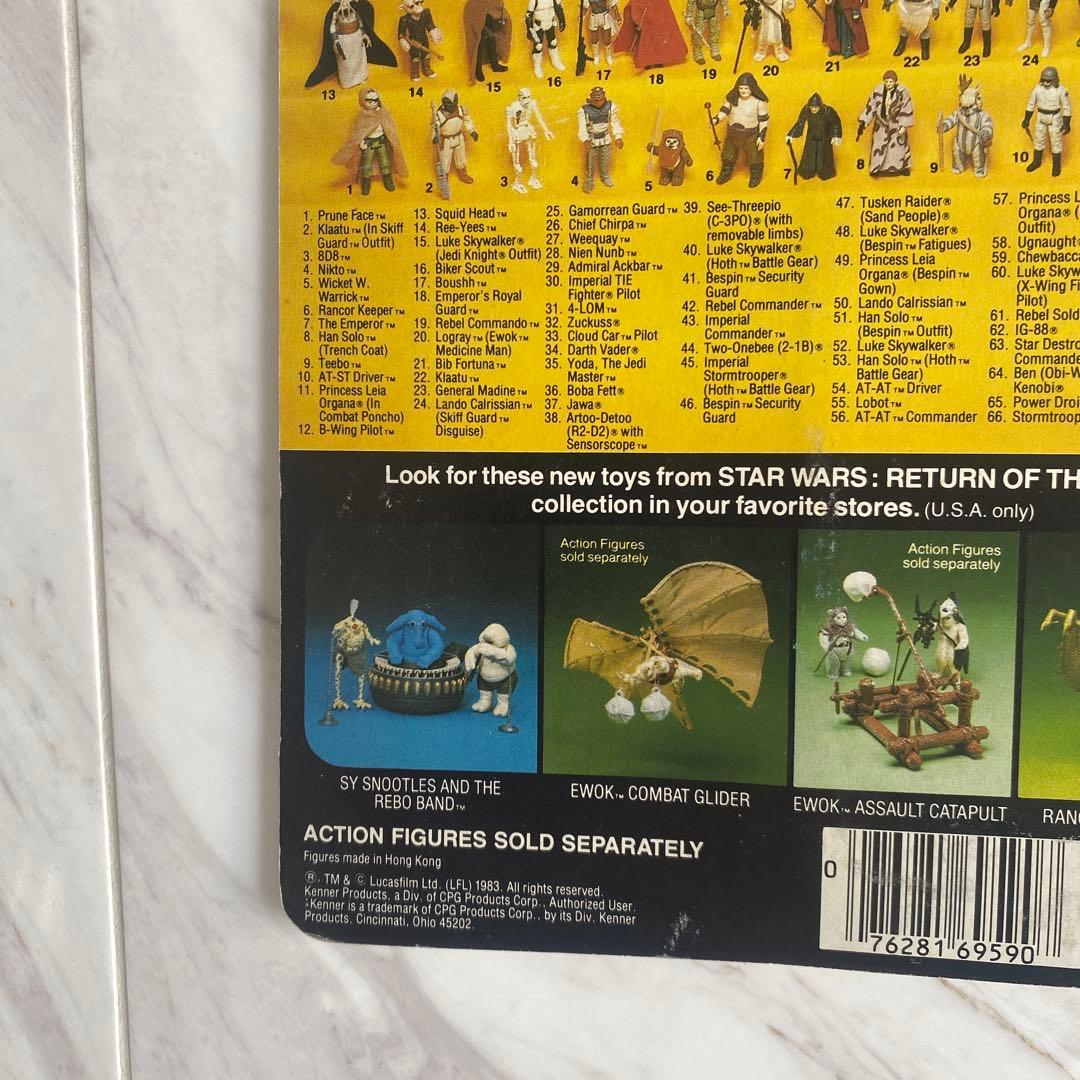 13
14
15
16
17
18
19
20
21
22
23
24
1
2
3
4
5
6
7
8
9
10
1. Prune Face™
2. Klaatu™ (In Skiff
Guard™ Outfit)
3. 8D8™
4. Nikto™
5. Wicket W.
Warrick™
6. Rancor Keeper™
7. The Emperor™
8. Han Solo™
(Trench Coat)
9. Teebo™
10. AT-ST Driver™
11. Princess Leia
Organa® (In
Combat Poncho)
12. B-Wing Pilot™
13. Squid Head™
14. Ree-Yees™
15. Luke Skywalker®
(Jedi Knight® Outfit)
16. Biker Scout™
17. Boushh™
18. Emperor's Royal
Guard™
19. Rebel Commando™
20. Logray™ (Ewok™
Medicine Man)
21. Bib Fortuna™
22. Klaatu™
23. General Madine™
24. Lando Calrissian™
(Skiff Guard™
Disguise)
25. Gamorrean Guard™
26. Chief Chirpa™
27. Weequay™
28. Nien Nunb™
29. Admiral Ackbar™
30. Imperial TIE
Fighter® Pilot
31. 4-LOM™
32. Zuckuss®
33. Cloud Car™ Pilot
34. Darth Vader®
35. Yoda, The Jedi
Master™
36. Boba Fett®
37. Jawa®
38. Artoo-Detoo
(R2-D2)® with
Sensorscope™
39. See-Threepio
(C-3PO)® (with
removable limbs)
40. Luke Skywalker®
(Hoth™ Battle Gear)
41. Bespin™ Security
Guard
42. Rebel Commander™
43. Imperial
Commander™
44. Two-Onebee (2-1B)®
45. Imperial
Stormtrooper®
(Hoth™ Battle Gear)
46. Bespin™ Security
Guard
47. Tusken Raider®
(Sand People)®
48. Luke Skywalker®
(Bespin™ Fatigues)
49. Princess Leia
Organa® (Bespin™
Gown)
50. Lando Calrissian™
51. Han Solo™
(Bespin™ Outfit)
52. Luke Skywalker®
53. Han Solo™ (Hoth™
Battle Gear)
54. AT-AT™ Driver
55. Lobot™
56. AT-AT™ Commander
57. Princess L
Organa® (
Outfit)
58. Ugnaught
59. Chewbacca
60. Luke Skyw
(X-Wing Fi
Pilot)
61. Rebel Sold
62. IG-88®
63. Star Destro
Commande
64. Ben (Obi-W
Kenobi®
65. Power Droi
66. Stormtroop
Look for these new toys from STAR WARS: RETURN OF TH
collection in your favorite stores. (U.S.A. only)
Action Figures
sold separately
Action Figures
sold separately
SY SNOOTLES AND THE
REBO BAND™
EWOK™ COMBAT GLIDER
EWOK™ ASSAULT CATAPULT
RANC
ACTION FIGURES SOLD SEPARATELY
Figures made in Hong Kong
®, TM & © Lucasfilm Ltd. (LFL) 1983. All rights reserved.
Kenner Products, a Div. of CPG Products Corp., Authorized User.
Kenner is a trademark of CPG Products Corp., by its Div. Kenner
Products, Cincinnati, Ohio 45202.
0
76281 69590